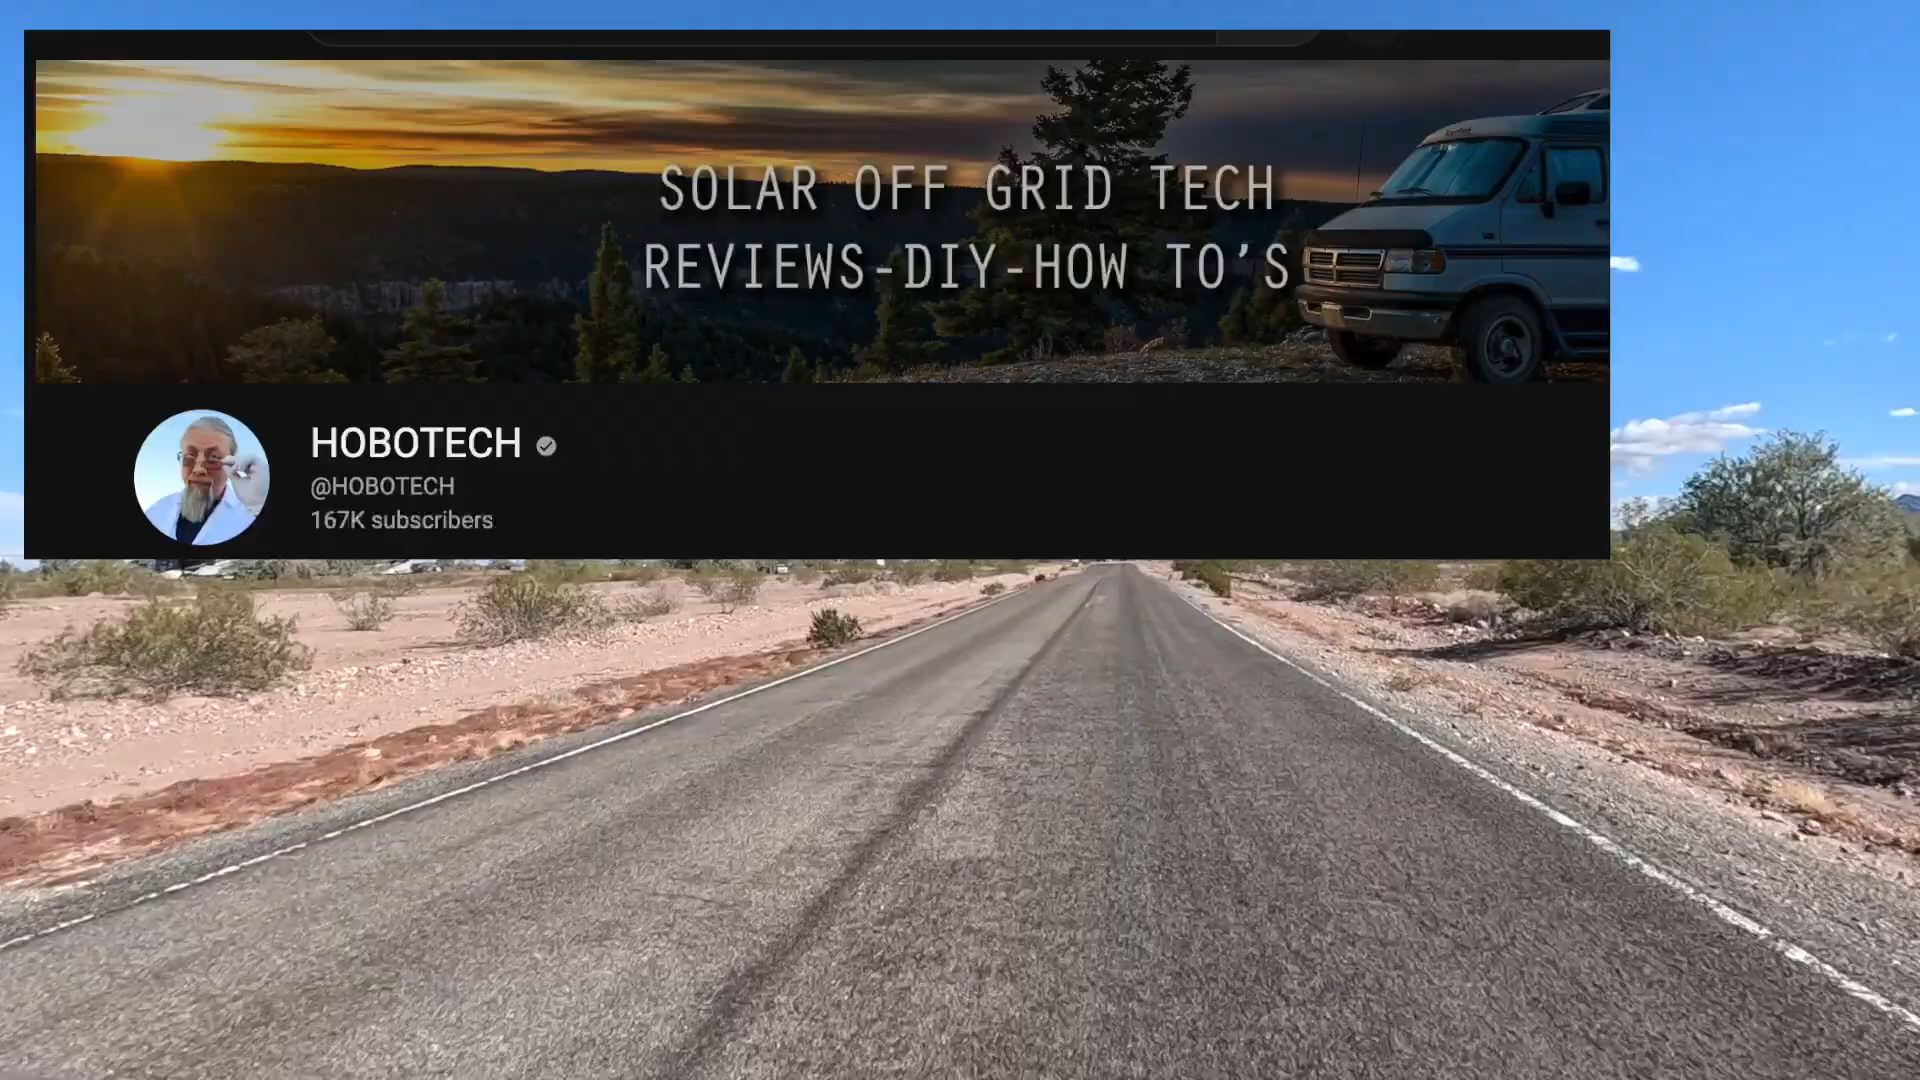 SOLAR OFF GRID TECH
REVIEWS-DIY-HOW TO'S
HOBOTECH
@HOBOTECH
167K subscribers